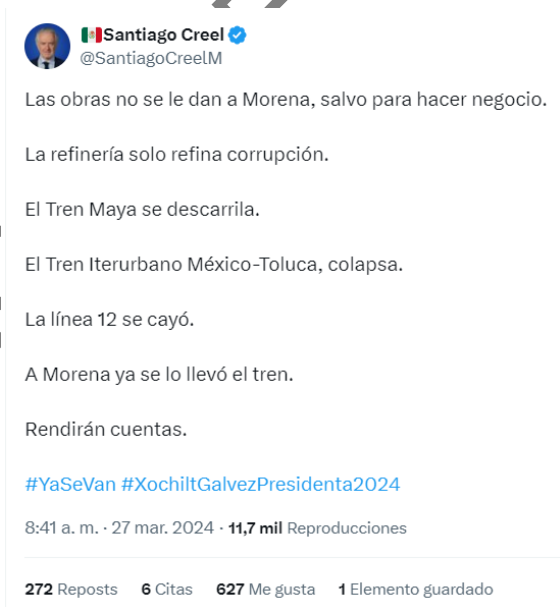 Santiago Creel
@SantiagoCreelM
Las obras no se le dan a Morena, salvo para hacer negocio.
La refinería solo refina corrupción.
El Tren Maya se descarrila.
El Tren Iterurbano México-Toluca, colapsa.
La línea 12 se cayó.
A Morena ya se lo llevó el tren.
Rendirán cuentas.
#YaSeVan #XochiltGalvezPresidenta2024
8:41 a. m. · 27 mar. 2024 · 11,7 mil Reproducciones
272 Reposts 6 Citas 627 Me gusta 1 Elemento guardado